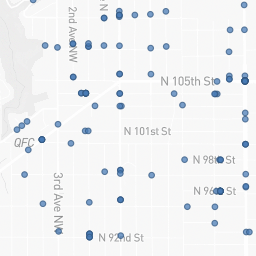 2nd Ave NW
N
N 105th St
N 101st St
QFC
N 98th St
N 96th St
3rd Ave NW
N 92nd St